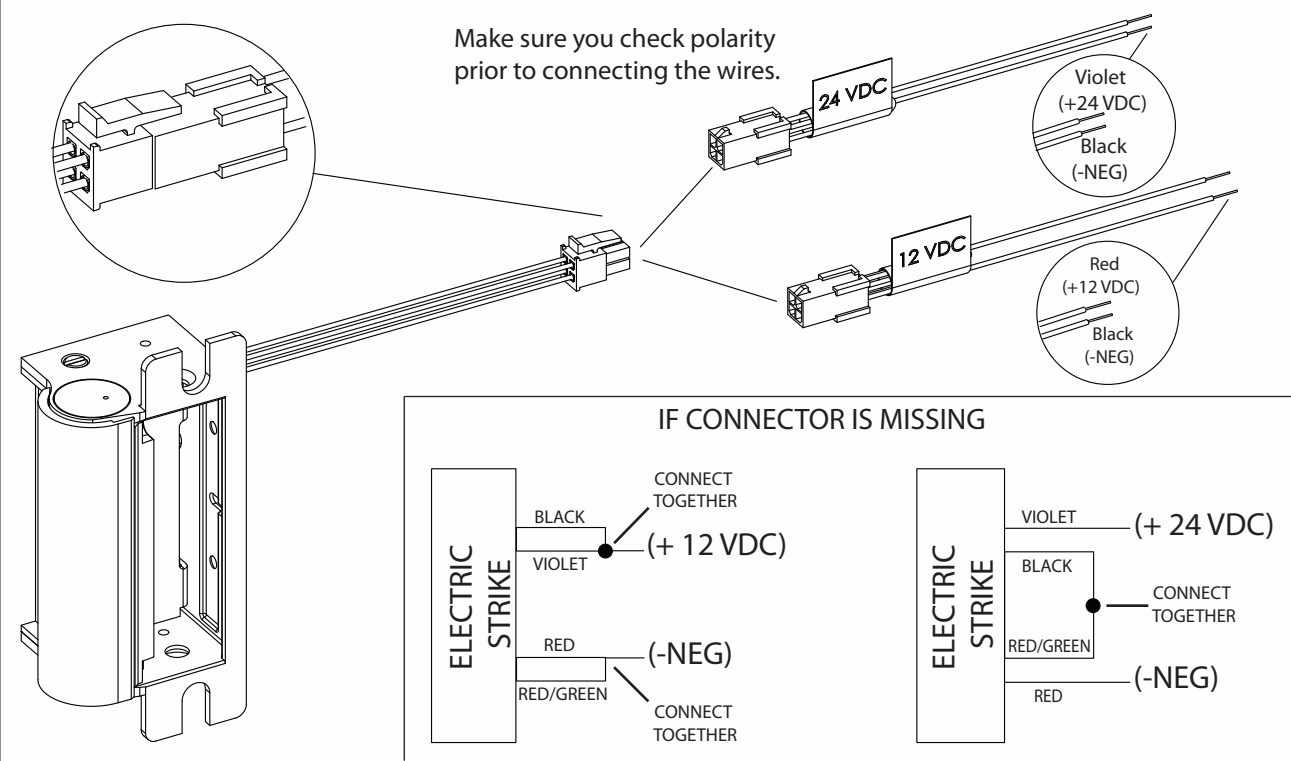 Make sure you check polarity
prior to connecting the wires.
24 VDC
Violet
(+24 VDC)
Black
(-NEG)
12 VDC
Red
(+12 VDC)
Black
(-NEG)
IF CONNECTOR IS MISSING
ELECTRIC
STRIKE
BLACK
VIOLET
CONNECT
TOGETHER
(+ 12 VDC)
RED
RED/GREEN
(-NEG)
CONNECT
TOGETHER
ELECTRIC
STRIKE
VIOLET
(+ 24 VDC)
BLACK
CONNECT
TOGETHER
RED/GREEN
RED
(-NEG)